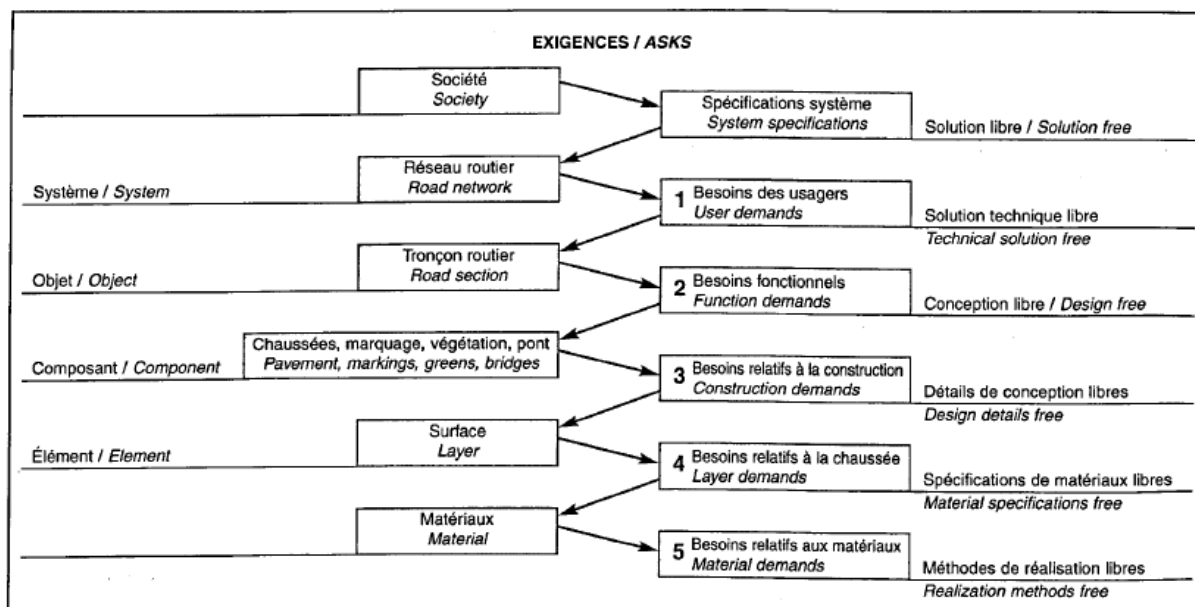 EXIGENCES / ASKS
Société
Society
Spécifications système
System specifications
Solution libre / Solution free
Système / System
Réseau routier
Road network
1 Besoins des usagers
User demands
Solution technique libre
Technical solution free
Objet / Object
Tronçon routier
Road section
2 Besoins fonctionnels
Function demands
Conception libre / Design free
Composant / Component
Chaussées, marquage, végétation, pont
Pavement, markings, greens, bridges
3 Besoins relatifs à la construction
Construction demands
Détails de conception libres
Design details free
Élément / Element
Surface
Layer
4 Besoins relatifs à la chaussée
Layer demands
Spécifications de matériaux libres
Material specifications free
Matériaux
Material
5 Besoins relatifs aux matériaux
Material demands
Méthodes de réalisation libres
Realization methods free